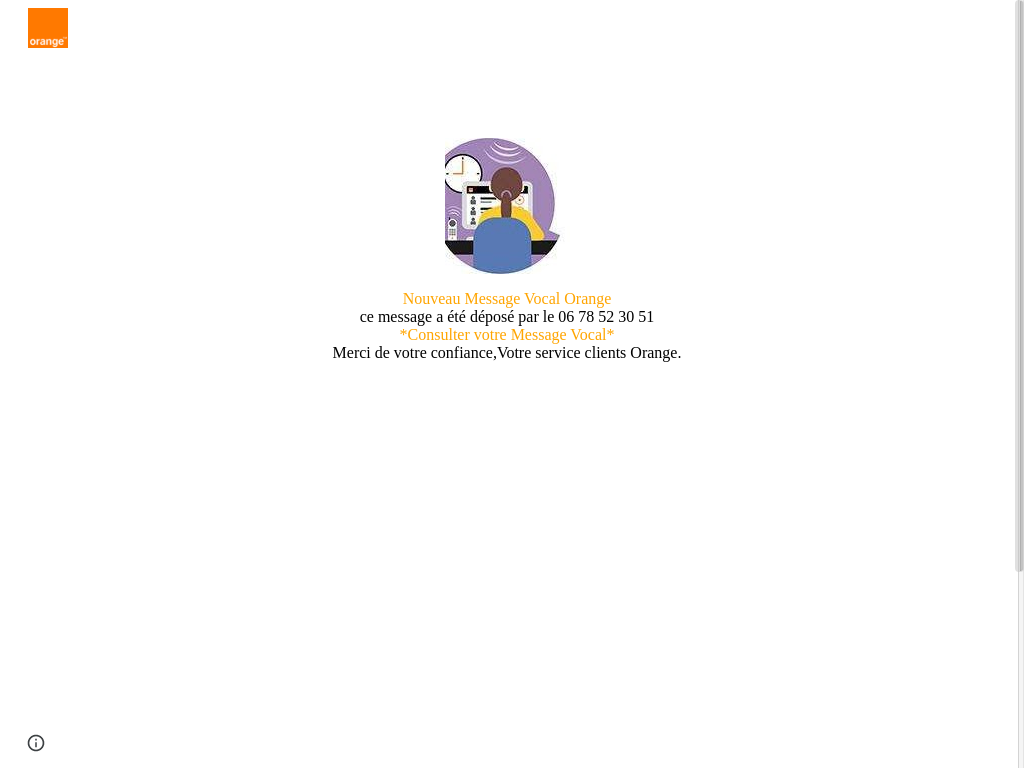 orange™
Nouveau Message Vocal Orange
ce message a été déposé par le 06 78 52 30 51
*Consulter votre Message Vocal*
Merci de votre confiance,Votre service clients Orange.